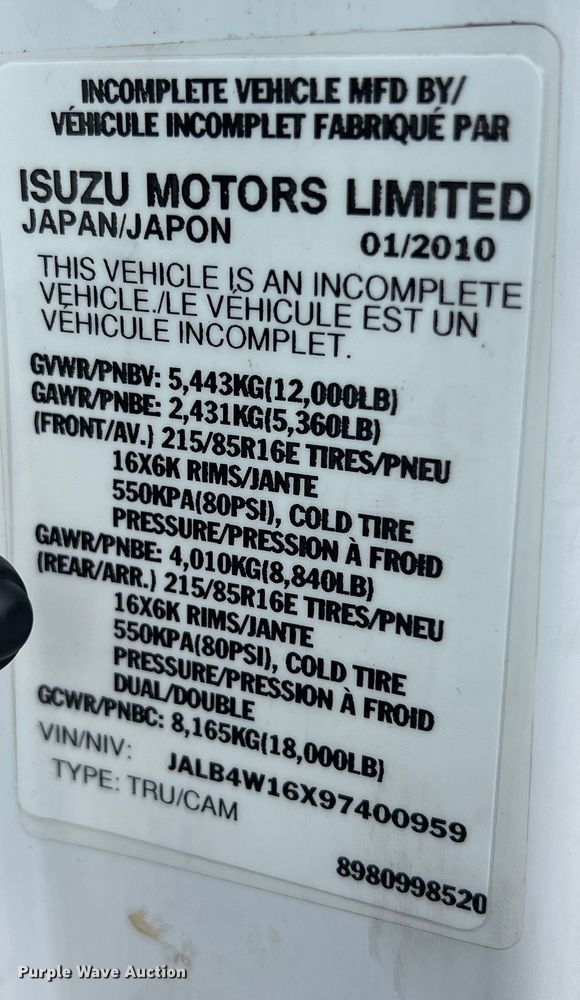 INCOMPLETE VEHICLE MFD BY/
VÉHICULE INCOMPLET FABRIQUÉ PAR
ISUZU MOTORS LIMITED
JAPAN/JAPON 01/2010
THIS VEHICLE IS AN INCOMPLETE
VEHICLE./LE VÉHICULE EST UN
VÉHICULE INCOMPLET.
GVWR/PNBV: 5,443KG(12,000LB)
GAWR/PNBE: 2,431KG(5,360LB)
(FRONT/AV.) 215/85R16E TIRES/PNEU
16X6K RIMS/JANTE
550KPA(80PSI), COLD TIRE
PRESSURE/PRESSION À FROID
GAWR/PNBE: 4,010KG(8,840LB)
(REAR/ARR.) 215/85R16E TIRES/PNEU
16X6K RIMS/JANTE
550KPA(80PSI), COLD TIRE
PRESSURE/PRESSION À FROID
DUAL/DOUBLE
GCWR/PNBC: 8,165KG(18,000LB)
VIN/NIV: JALB4W16X97400959
TYPE: TRU/CAM
8980998520
Purple Wave Auction